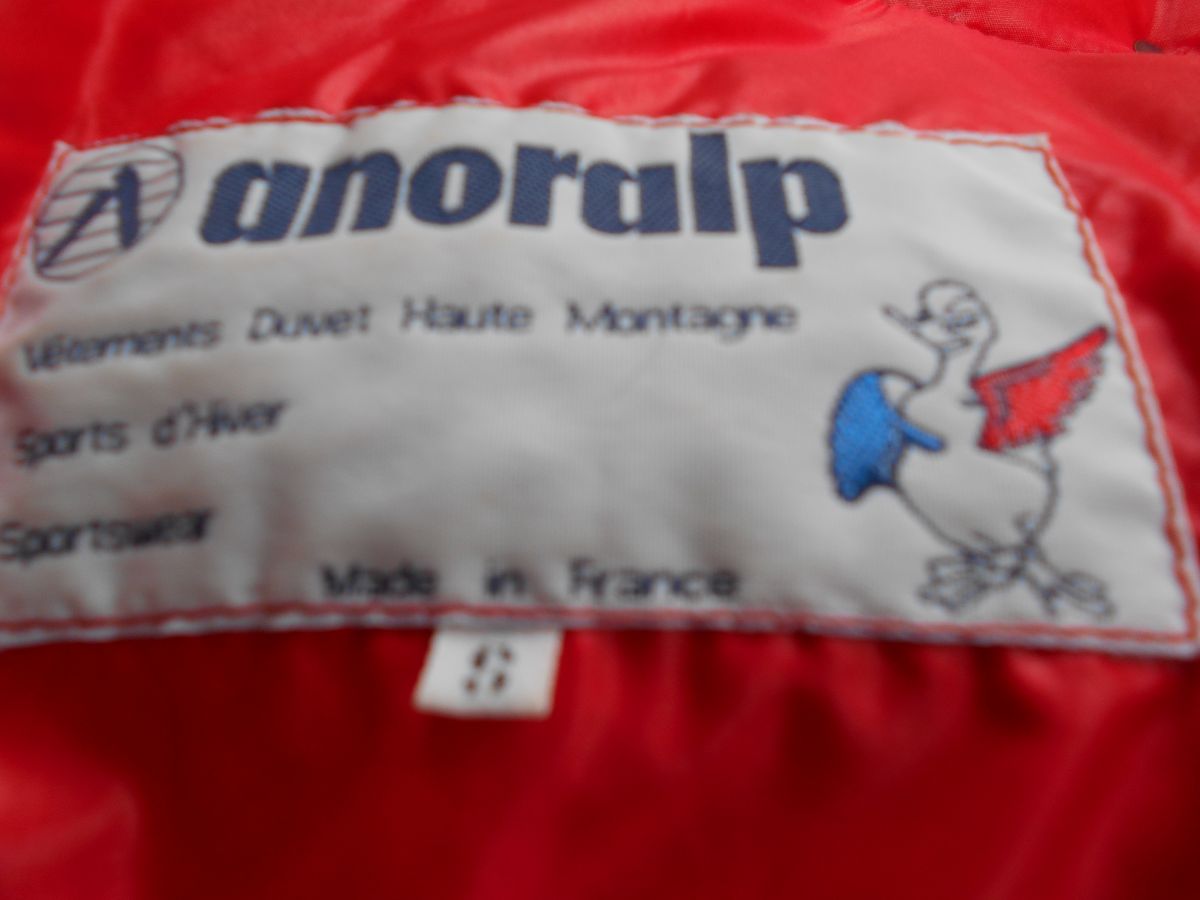 A anoralp
Vêtements Duvet Haute Montagne
Sports d'Hiver
Sportswear
Made in France
S